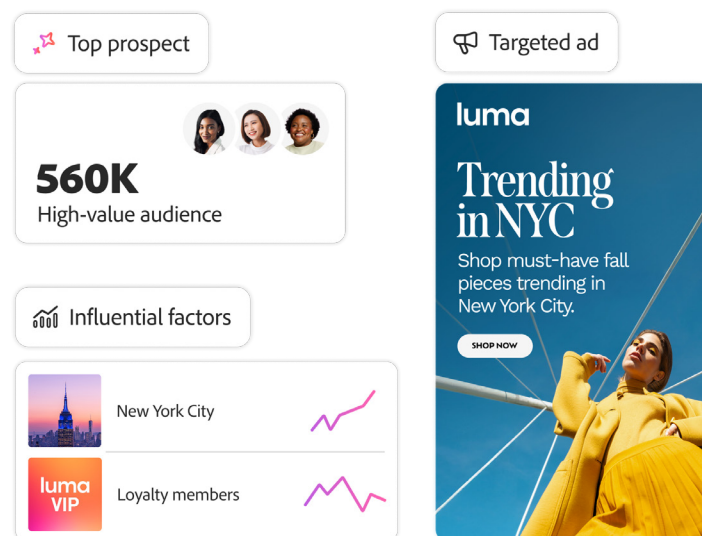 Top prospect
560K
High-value audience
Influential factors
New York City
luma
VIP
Loyalty members
Targeted ad
luma
Trending
in NYC
Shop must-have fall
pieces trending in
New York City.
SHOP NOW